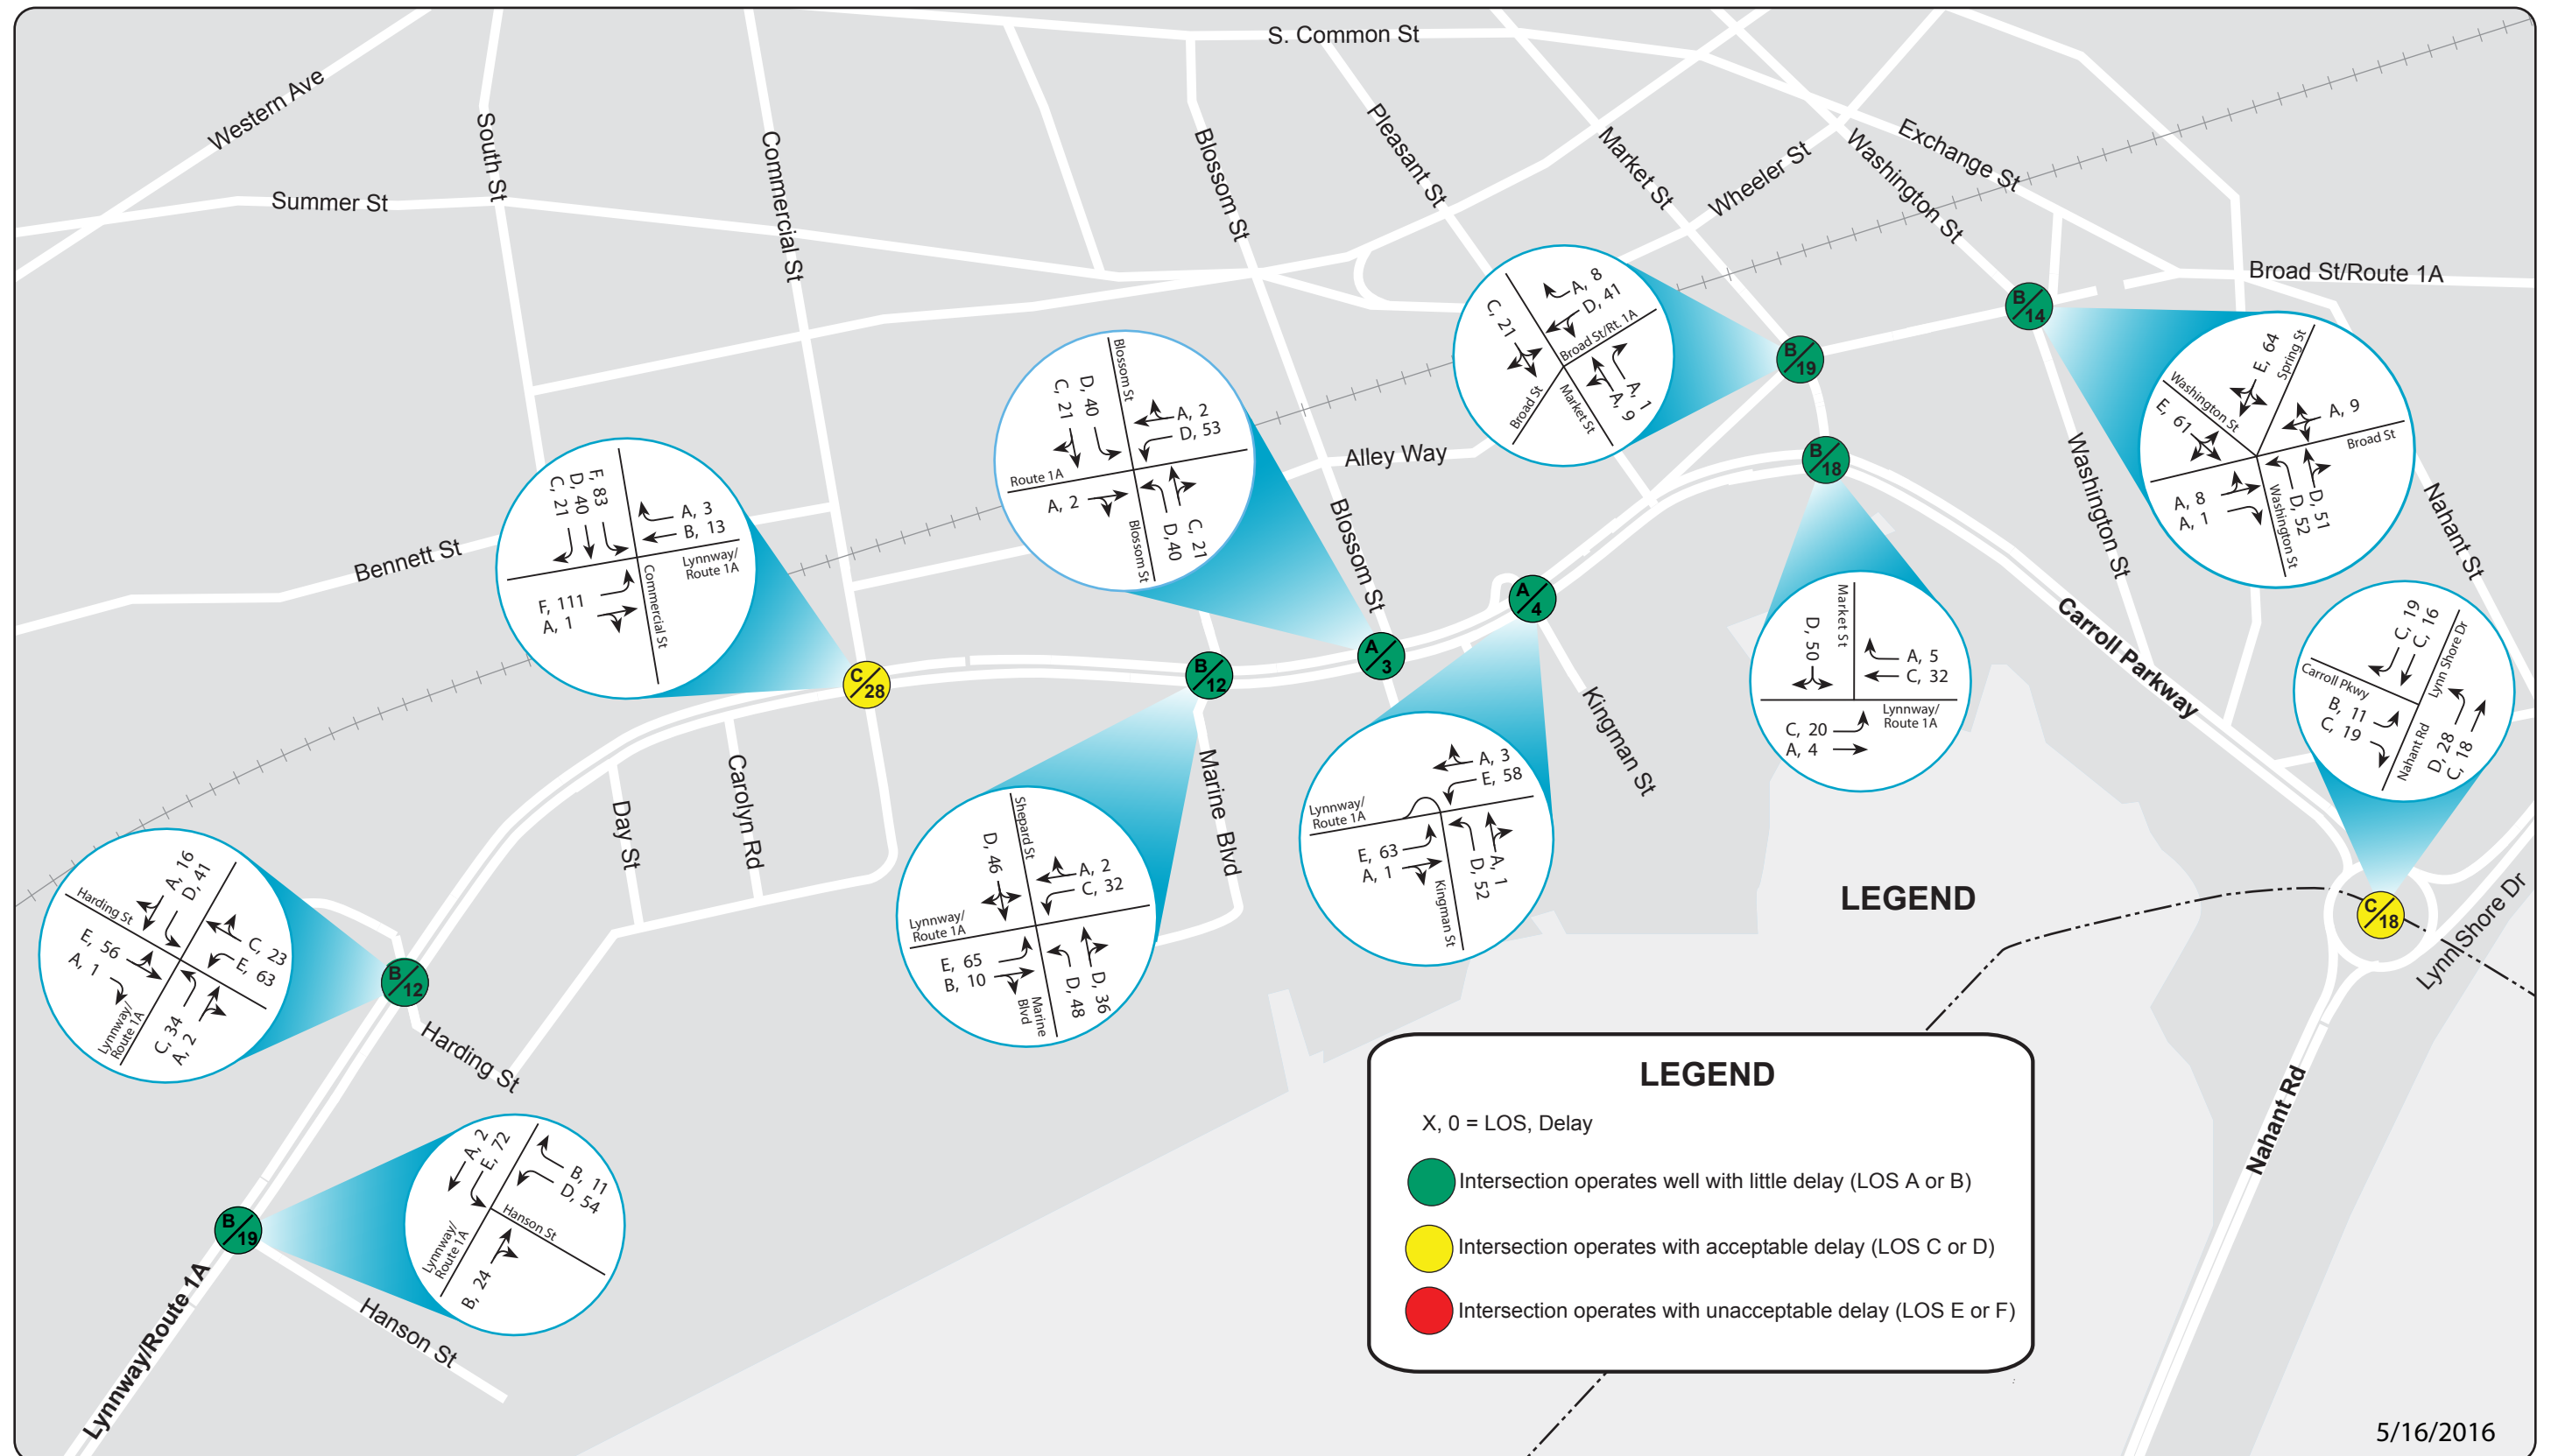 S. Common St
Western Ave
South St
Commercial St
Blossom St
Pleasant St
Market St
Wheeler St
Washington St
Exchange St
Summer St
Broad St/Route 1A
Bennett St
Alley Way
Blossom St
Washington St
Nahant St
Carroll Parkway
Kingman St
Marine Blvd
Carolyn Rd
Day St
Harding St
Hanson St
Lynnway/Route 1A
Nahant Rd
Lynn Shore Dr
B/19
B/14
B/18
A/4
A/3
B/12
C/28
B/12
B/19
C/18
C, 21
A, 8
D, 41
Broad St/Rt. 1A
Broad St
Market St
A, 1
A, 9
E, 64
Spring St
Washington St
E, 61
A, 9
Broad St
A, 8
A, 1
Washington St
D, 52
D, 51
Blossom St
C, 21
D, 40
A, 2
D, 53
Route 1A
A, 2
Blossom St
D,40
C, 21
C, 21
D, 40
F, 83
A, 3
B, 13
Lynnway/
Route 1A
F, 111
A, 1
Commercial St
Market St
D, 50
A, 5
C, 32
Lynnway/
Route 1A
C, 20
A, 4
C, 19
C, 16
Lynn Shore Dr
Carroll Pkwy
B, 11
C, 19
Nahant Rd
D, 28
C, 18
A, 3
E, 58
Lynnway/
Route 1A
E, 63
A, 1
Kingman St
D, 52
A, 1
Shepard St
D, 46
A, 2
C, 32
Lynnway/
Route 1A
E, 65
B, 10
Marine
Blvd
D, 48
D, 36
A, 16
D, 41
Harding St
E, 56
A, 1
C, 23
E, 63
Lynnway/
Route 1A
C, 34
A, 2
A, 2
E, 72
B, 11
D, 54
Hanson St
Lynnway/
Route 1A
B, 24
LEGEND
LEGEND
X, 0 = LOS, Delay
Intersection operates well with little delay (LOS A or B)
Intersection operates with acceptable delay (LOS C or D)
Intersection operates with unacceptable delay (LOS E or F)
5/16/2016